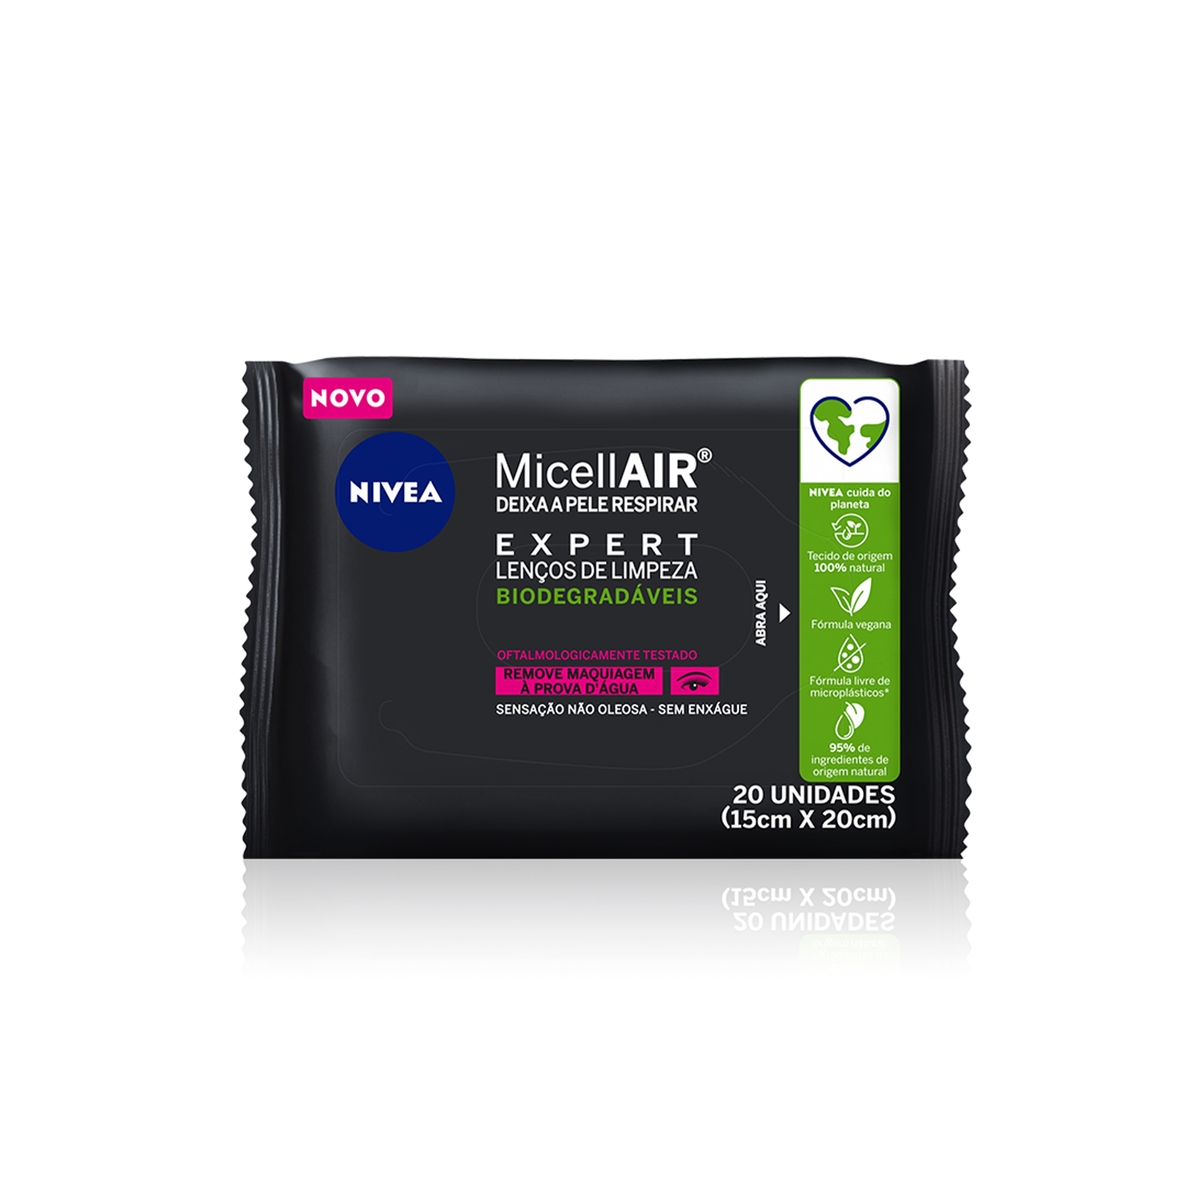 NOVO
NIVEA
MicellAIR®
DEIXA A PELE RESPIRAR
EXPERT
LENÇOS DE LIMPEZA
BIODEGRADÁVEIS
OFTALMOLOGICAMENTE TESTADO
REMOVE MAQUIAGEM
À PROVA D'ÁGUA
SENSAÇÃO NÃO OLEOSA - SEM ENXÁGUE
ABRA AQUI
NIVEA cuida do
planeta
Tecido de origem
100% natural
Fórmula vegana
Fórmula livre de
microplásticos*
95% de
ingredientes de
origem natural
20 UNIDADES
(15cm X 20cm)